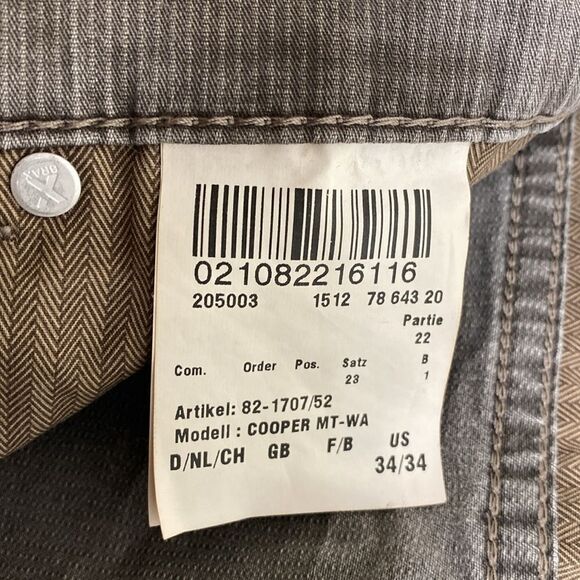 BRAX
021082216116
205003 1512 78 643 20
Partie
22
Com. Order Pos. Satz B
23 1
Artikel: 82-1707/52
Modell : COOPER MT-WA
D/NL/CH GB F/B US
34/34